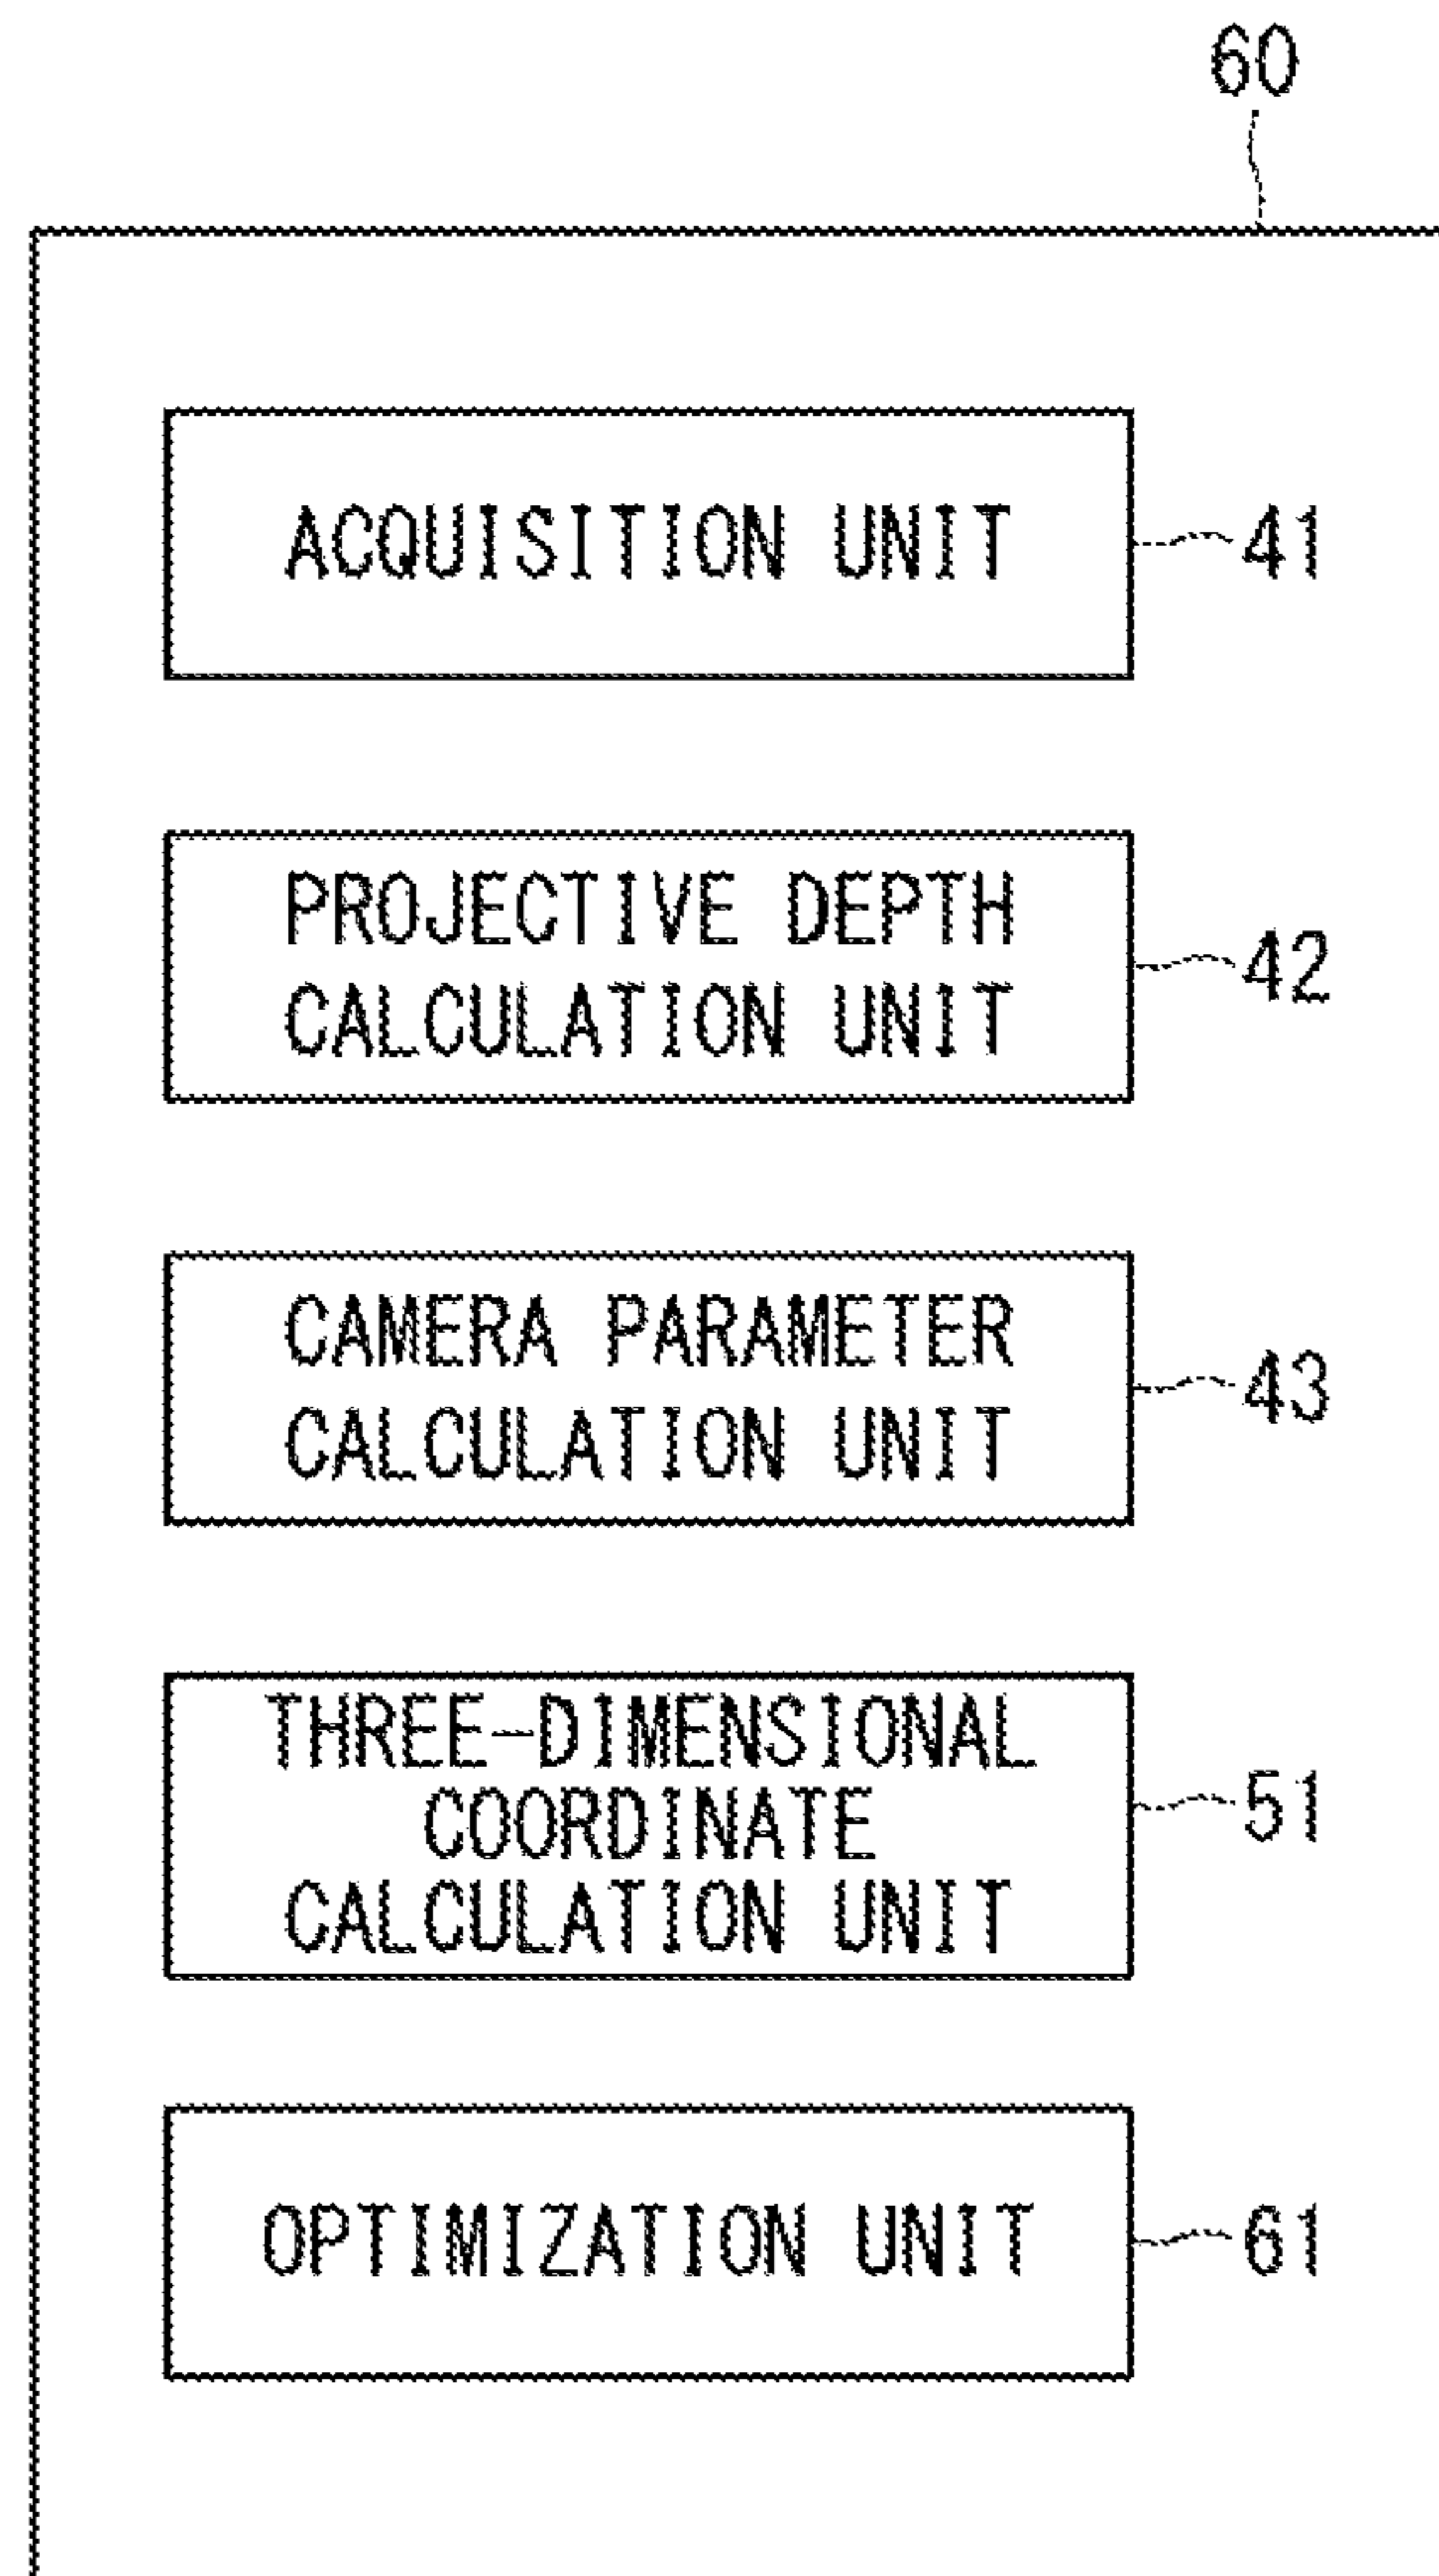 60
ACQUISITION UNIT
41
PROJECTIVE DEPTH
CALCULATION UNIT
42
CAMERA PARAMETER
CALCULATION UNIT
43
THREE-DIMENSIONAL
COORDINATE
CALCULATION UNIT
51
OPTIMIZATION UNIT
61